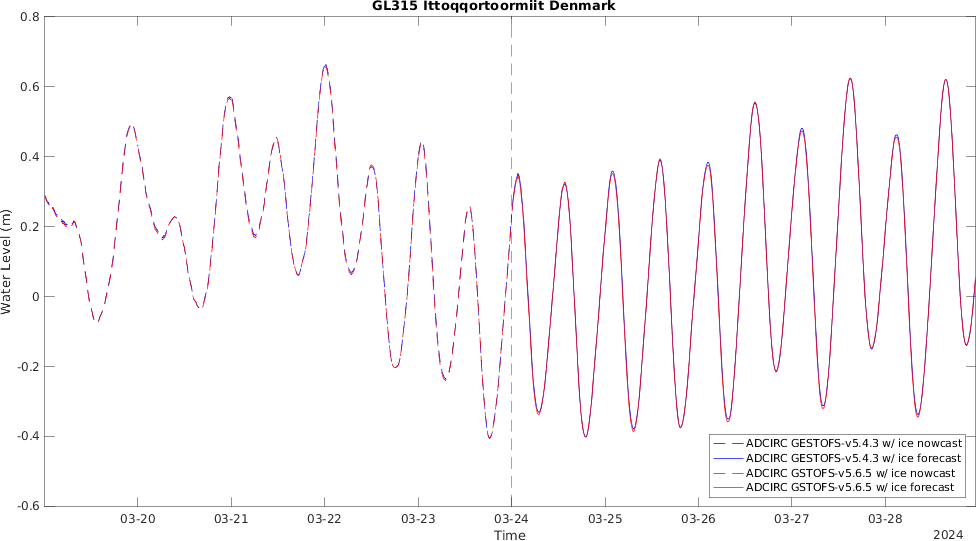 GL315 Ittoqqortoormiit Denmark
0.8
0.6
0.4
0.2
0
-0.2
-0.4
-0.6
Water Level (m)
ADCIRC GESTOFS-v5.4.3 w/ ice nowcast
ADCIRC GESTOFS-v5.4.3 w/ ice forecast
ADCIRC GSTOFS-v5.6.5 w/ ice nowcast
ADCIRC GSTOFS-v5.6.5 w/ ice forecast
03-20 03-21 03-22 03-23 03-24 03-25 03-26 03-27 03-28
Time
2024